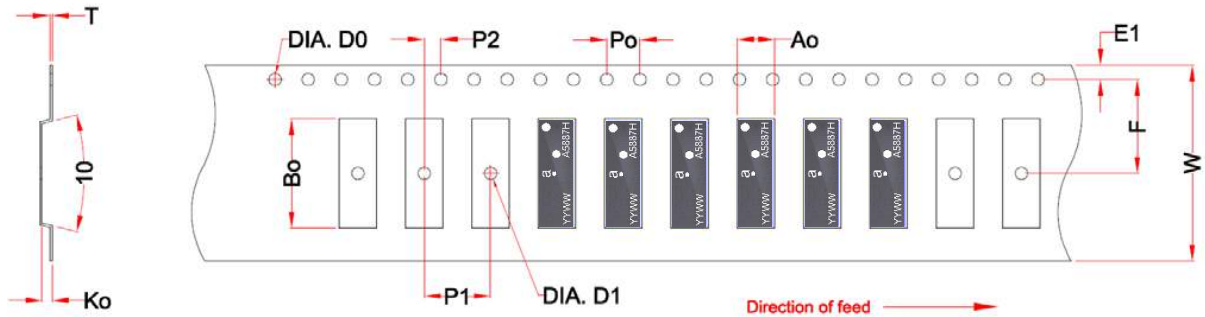 T
DIA. D0
P2
Po
Ao
E1
10
Bo
A5887H
a
YYWW
A5887H
a
YYWW
A5887H
a
YYWW
A5887H
a
YYWW
A5887H
a
YYWW
A5887H
a
YYWW
F
W
Ko
P1
DIA. D1
Direction of feed